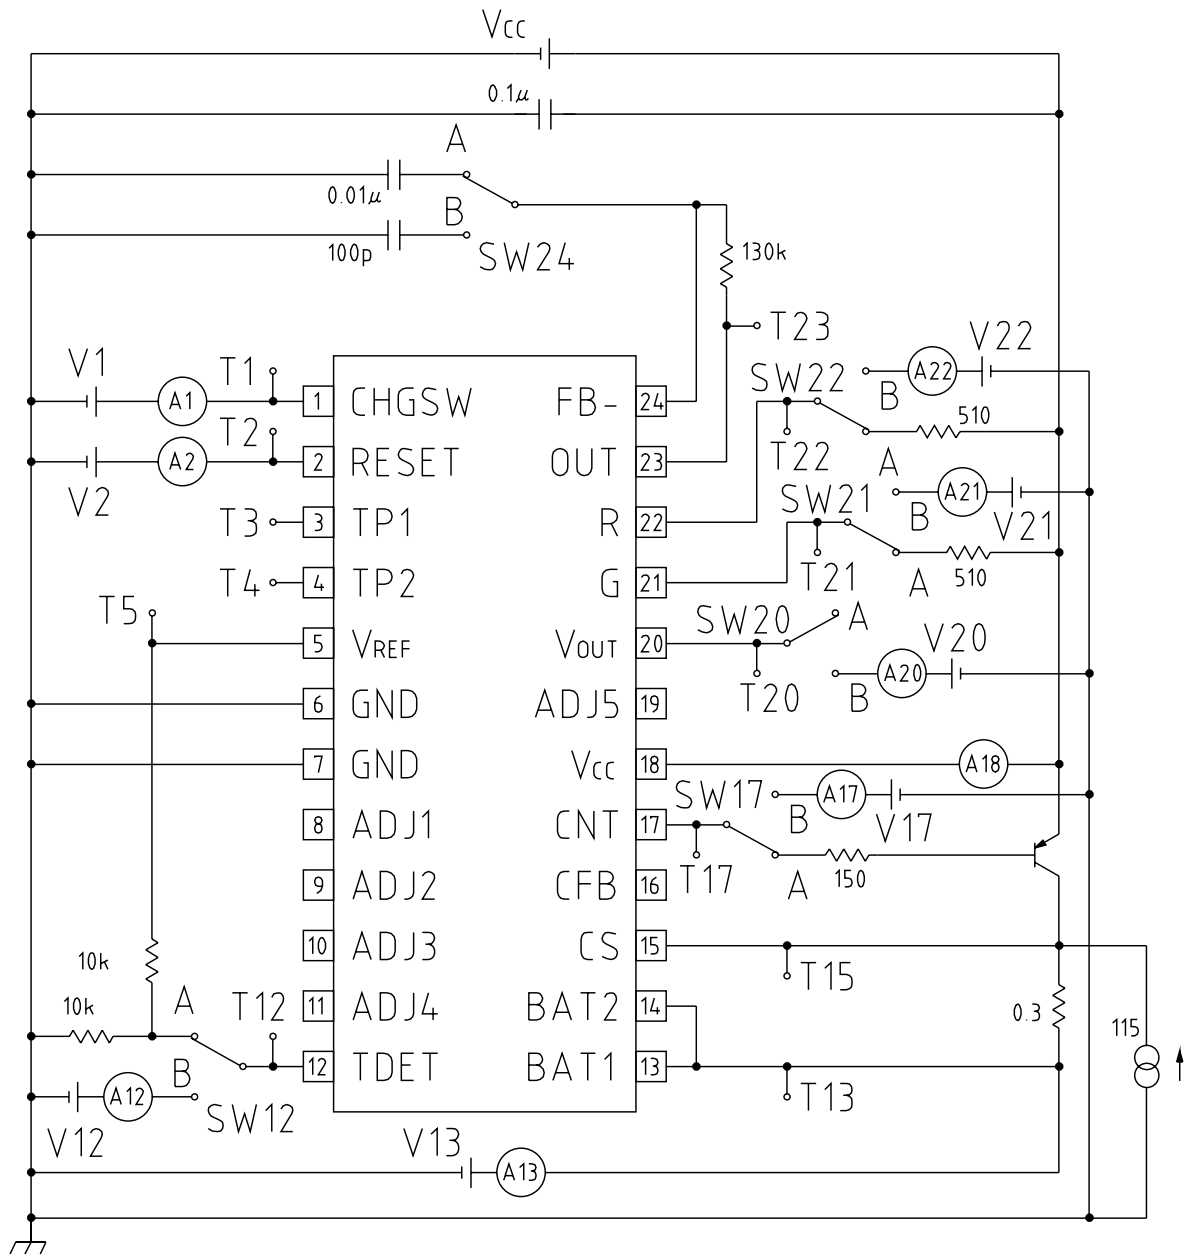 Vcc
0.1μ
A
0.01μ
B
100p
SW24
130k
T23
V22
V1
A1
T1
1 CHGSW
FB- 24
SW22
A22
B
510
T2
A2
V2
2 RESET
OUT 23
T22
A
A21
SW21
B
V21
T3
3 TP1
R 22
T21
A
510
T4
4 TP2
G 21
T5
SW20
A
V20
5 VREF
VOUT 20
A20
T20
B
6 GND
ADJ5 19
7 GND
Vcc 18
A18
SW17
A17
B
V17
8 ADJ1
CNT 17
T17
A
150
9 ADJ2
CFB 16
10k
10 ADJ3
CS 15
T15
10k
A
T12
11 ADJ4
BAT2 14
0.3
115
B
12 TDET
BAT1 13
A12
SW12
T13
V12
V13
A13